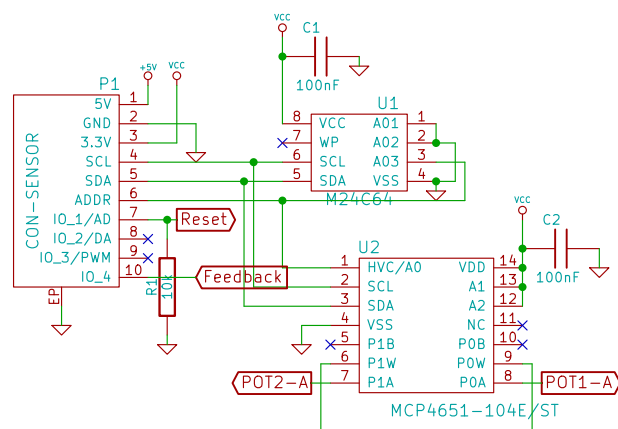 VCC
C1
100nF
+5V
VCC
P1
CON-SENSOR
5V 1
GND 2
3.3V 3
SCL 4
SDA 5
ADDR 6
IO_1/AD 7
IO_2/DA 8
IO_3/PWM 9
IO_4 10
EP
Reset
Feedback
R1
10k
U1
8 VCC A01 1
7 WP A02 2
6 SCL A03 3
5 SDA VSS 4
M24C64
VCC
C2
100nF
U2
1 HVC/A0 VDD 14
2 SCL A1 13
3 SDA A2 12
4 VSS NC 11
5 P1B P0B 10
6 P1W P0W 9
7 P1A P0A 8
POT2-A
POT1-A
MCP4651-104E/ST